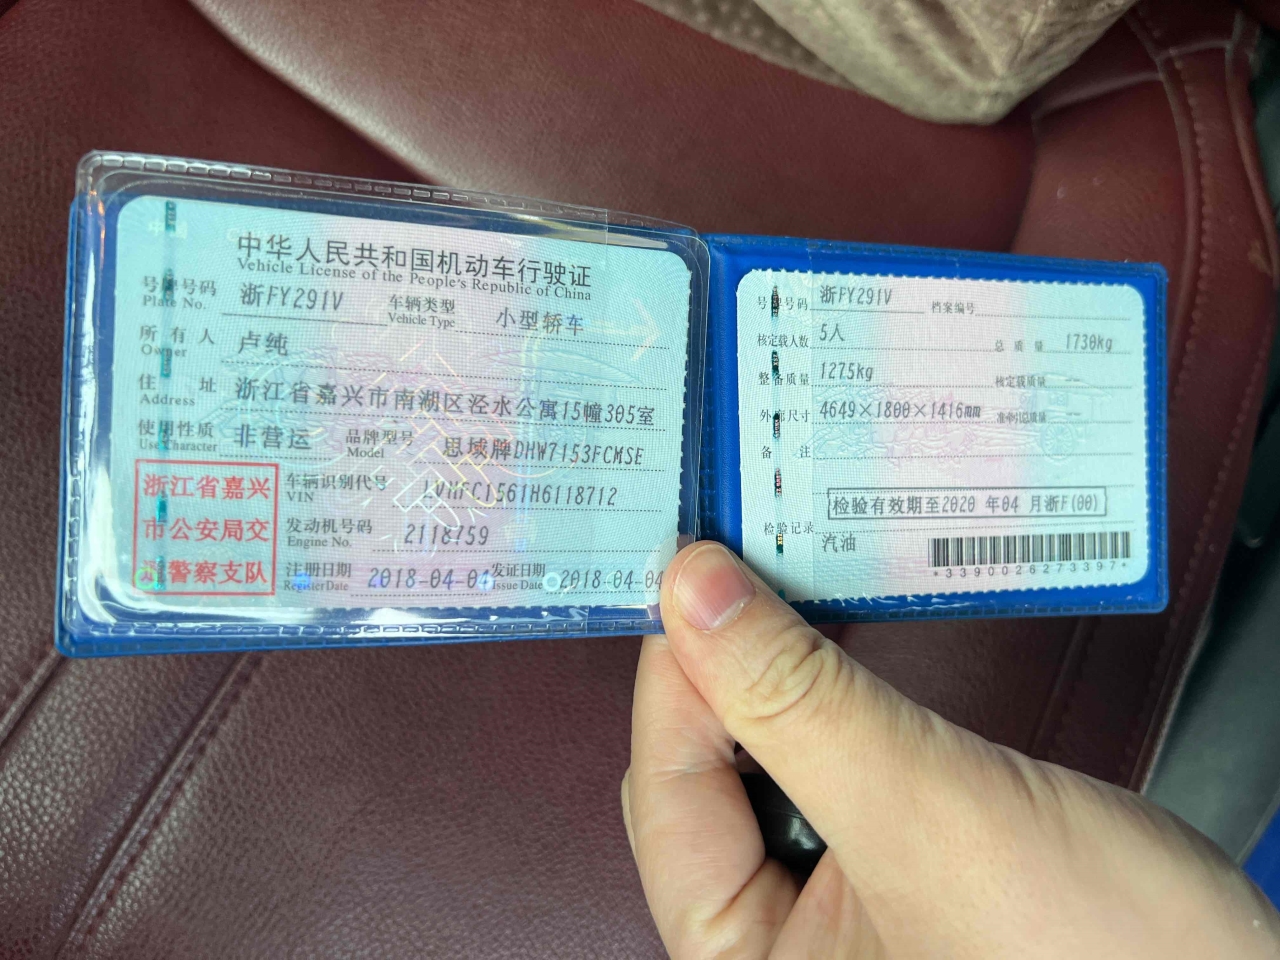 中华人民共和国机动车行驶证
Vehicle License of the People's Republic of China
号牌号码 浙FY291V 车辆类型 小型轿车
Plate No. Vehicle Type
所有人 卢纯
Owner
住址 浙江省嘉兴市南湖区泾水公寓15幢305室
Address
使用性质 非营运 品牌型号 思域牌DHW7153FCMSE
Use Character Model
浙江省嘉兴
市公安局交
警察支队
车辆识别代号
VIN
发动机号码 2118759
Engine No.
注册日期 2018-04-04 发证日期 2018-04-04
Register Date Issue Date
号牌号码 浙FY291V 档案编号
核定载人数 5人 总质量 1730kg
整备质量 1275kg 核定载质量 --
外廓尺寸 4649×1800×1416mm 准牵引总质量 --
备注
检验有效期至2020 年04 月浙F(00)
检验记录
汽油
*3390026273397*